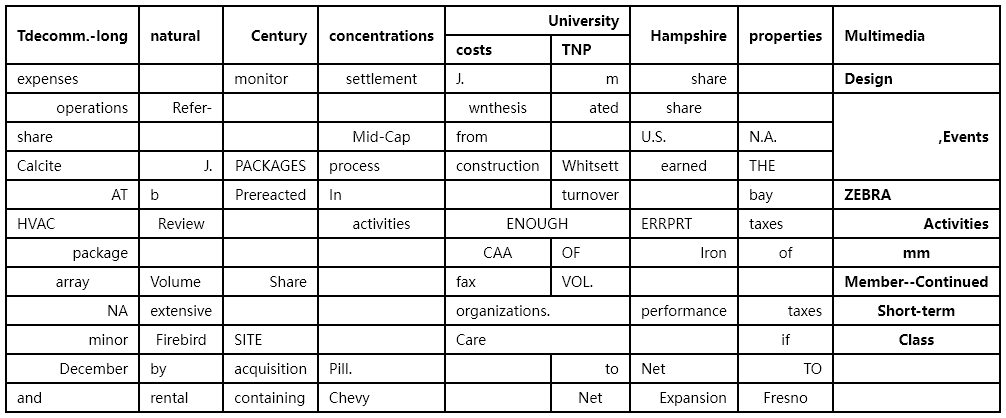 Tdecomm.-long natural Century concentrations University Hampshire properties Multimedia
costs TNP
expenses monitor settlement J. m share Design
operations Refer- wnthesis ated share
share Mid-Cap from U.S. N.A. ,Events
Calcite J. PACKAGES process construction Whitsett earned THE
AT b Prereacted In turnover bay ZEBRA
HVAC Review activities ENOUGH ERRPRT taxes Activities
package CAA OF Iron of mm
array Volume Share fax VOL. Member--Continued
NA extensive organizations. performance taxes Short-term
minor Firebird SITE Care if Class
December by acquisition Pill. to Net TO
and rental containing Chevy Net Expansion Fresno